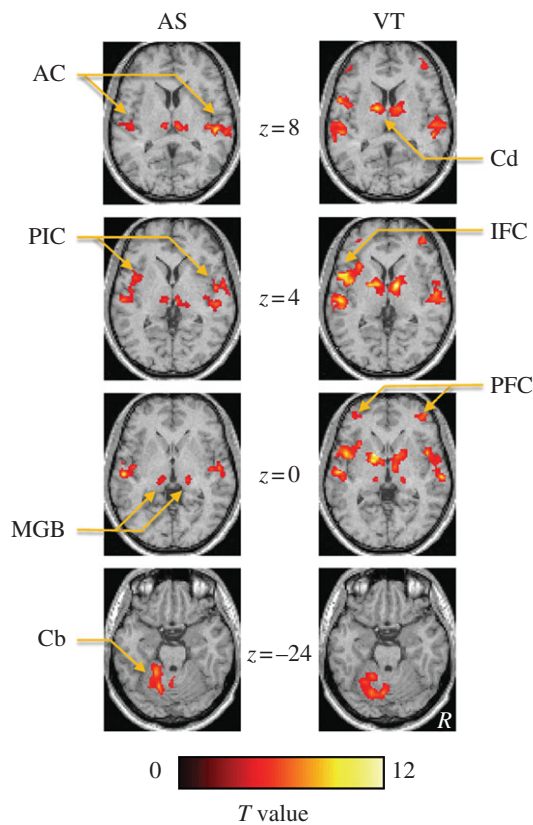 AS
VT
AC
z = 8
Cd
PIC
IFC
z = 4
PFC
z = 0
MGB
Cb
z = –24
R
0
12
T value